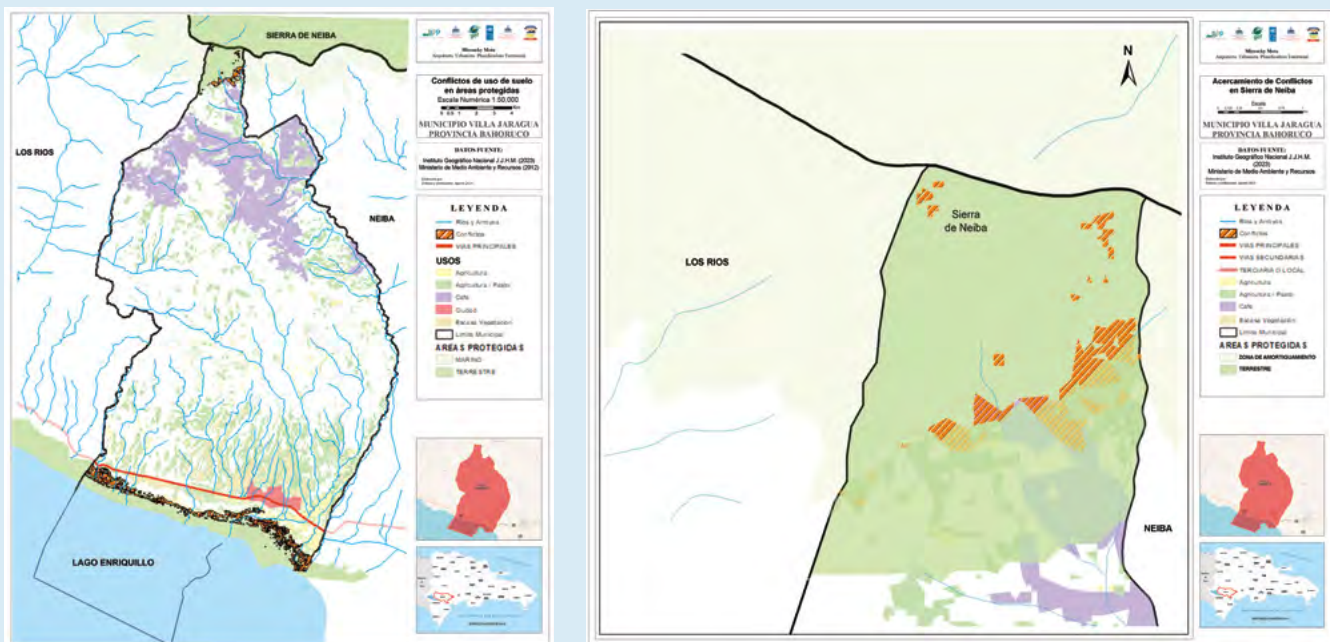 SIERRA DE NEIBA
LOS RIOS
NEIBA
LAGO ENRIQUILLO
Conflictos de uso de suelo
en áreas protegidas
Escala Numérica 1:50,000
MUNICIPIO VILLA JARAGUA
PROVINCIA BAHORUCO
DATOS FUENTE:
Instituto Geográfico Nacional J.J.H.M. (2023)
Ministerio de Medio Ambiente y Recursos (2012)
LEYENDA
Ríos y Arroyos
Conflictos
VIAS PRINCIPALES
USOS
Agricultura
Agricultura / Pasto
Café
Ciudad
Escasa Vegetación
Límite Municipal
AREAS PROTEGIDAS
MARINO
TERRESTRE
N
Sierra
de Neiba
LOS RIOS
NEIBA
Acercamiento de Conflictos
en Sierra de Neiba
Escala
MUNICIPIO VILLA JARAGUA
PROVINCIA BAHORUCO
DATOS FUENTE:
Instituto Geográfico Nacional J.J.H.M.
(2023)
Ministerio de Medio Ambiente y Recursos
LEYENDA
Ríos y Arroyos
Conflictos
VIAS PRINCIPALES
VIAS SECUNDARIAS
TERCIARIA O LOCAL
Agricultura
Agricultura / Pasto
Café
Escasa Vegetación
Límite Municipal
AREAS PROTEGIDAS
ZONA DE AMORTIGUAMIENTO
TERRESTRE